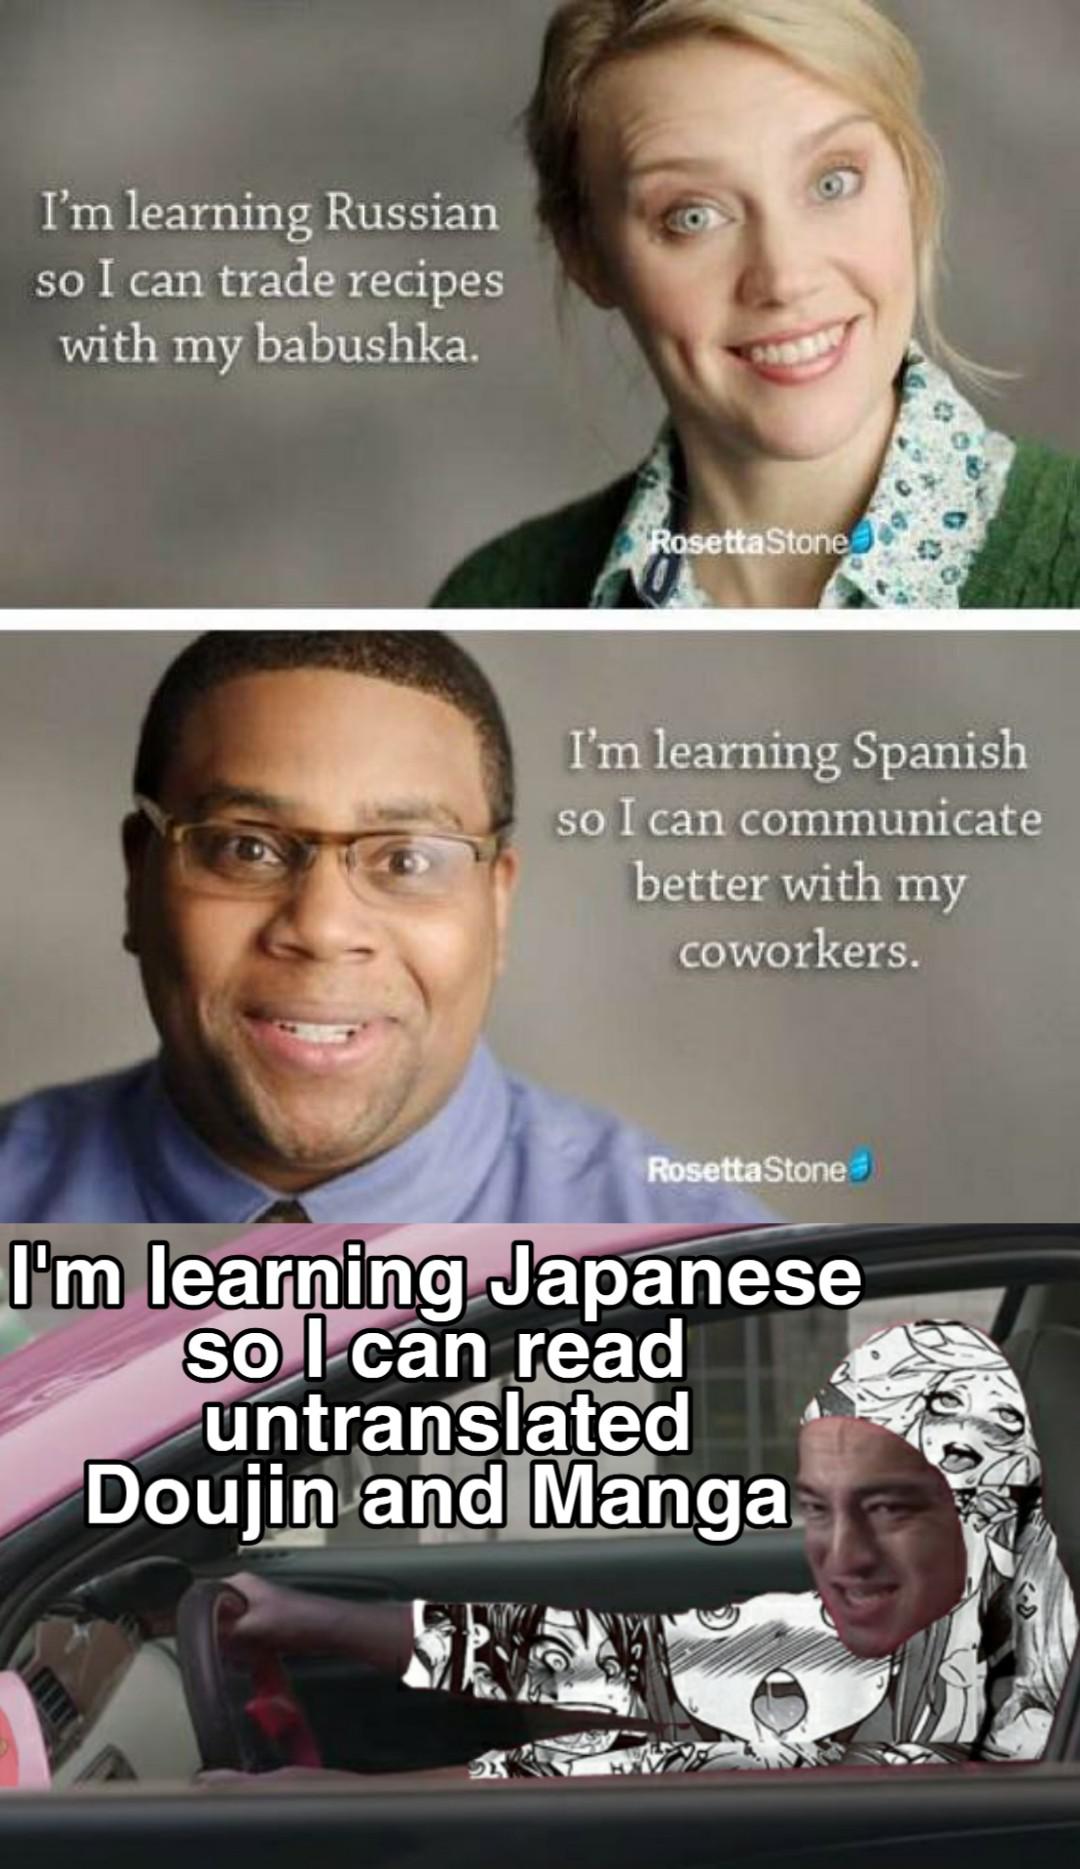 I'm learning Russian
so I can trade recipes
with my babushka.
RosettaStone
I'm learning Spanish
so I can communicate
better with my
coworkers.
RosettaStone
I'm learning Japanese
so I can read
untranslated
Doujin and Manga